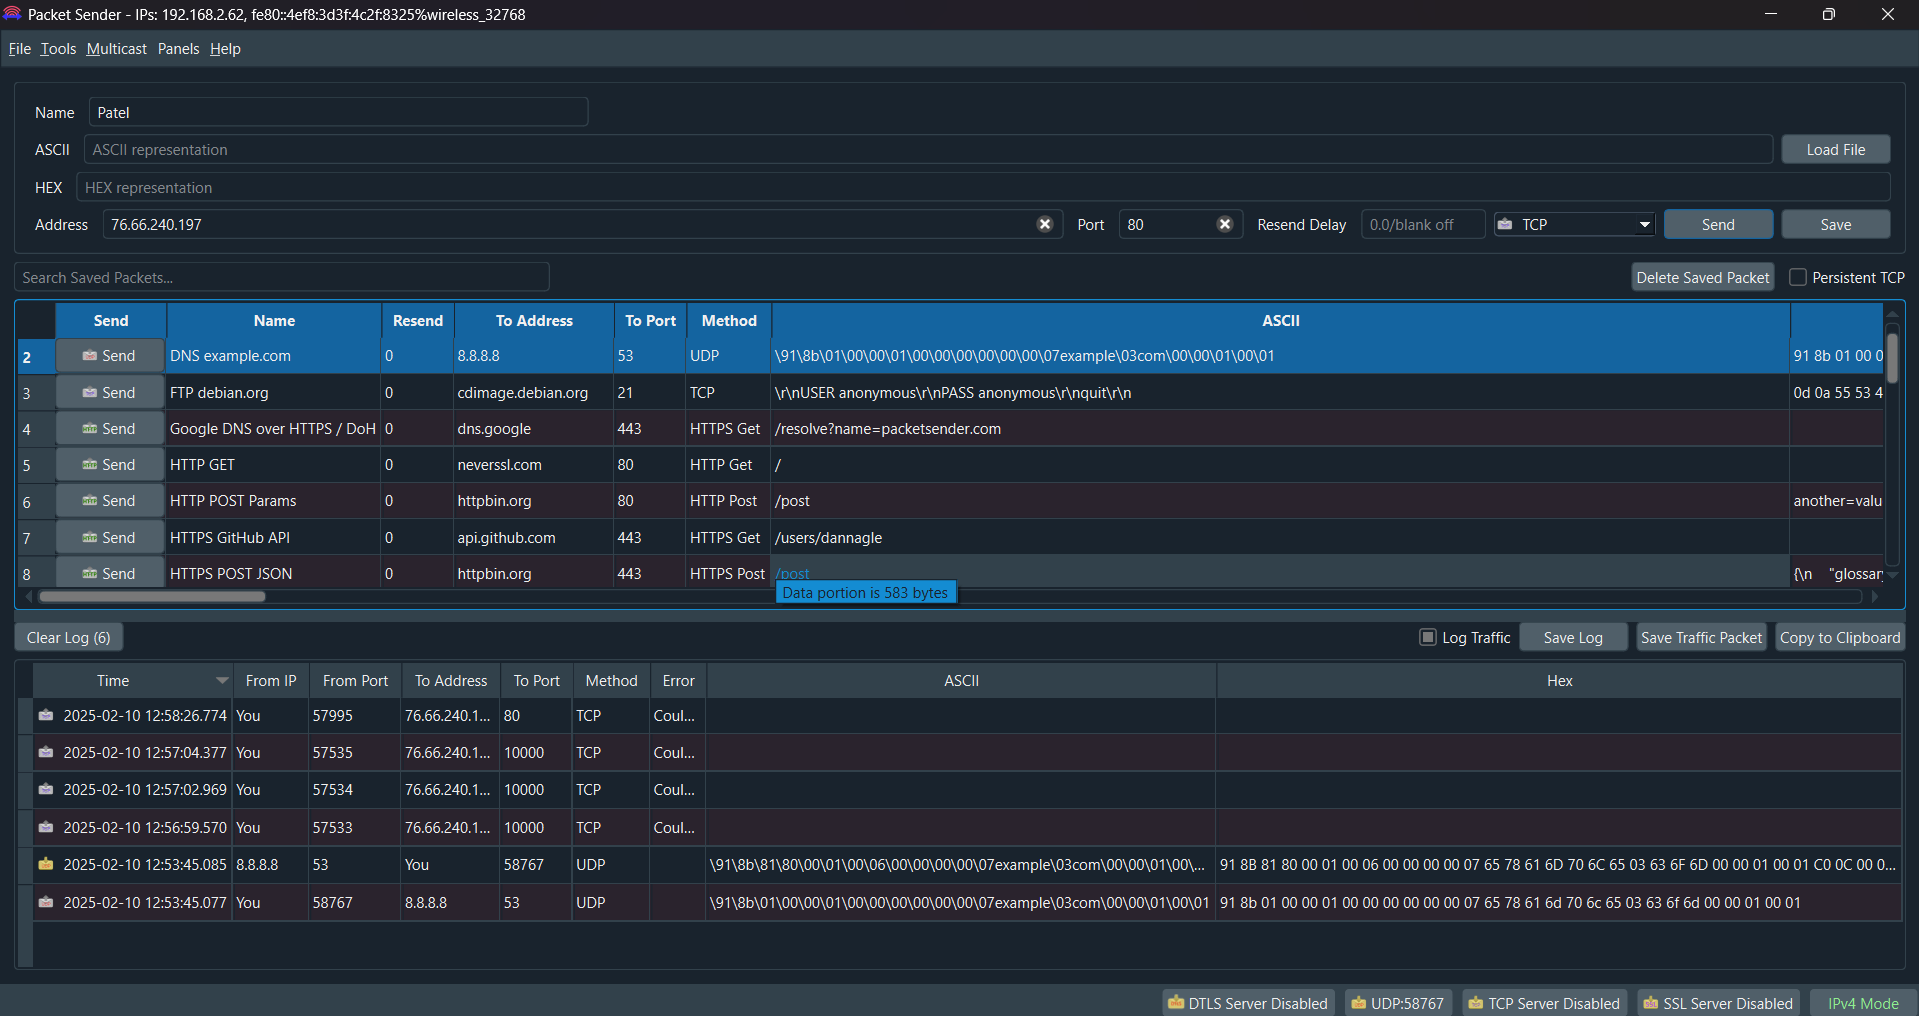 Packet Sender - IPs: 192.168.2.62, fe80::4ef8:3d3f:4c2f:8325%wireless_32768
File Tools Multicast Panels Help
Name Patel
ASCII ASCII representation Load File
HEX HEX representation
Address 76.66.240.197 Port 80 Resend Delay 0.0/blank off TCP Send Save
Search Saved Packets... Delete Saved Packet Persistent TCP
Send Name Resend To Address To Port Method ASCII
2 Send DNS example.com 0 8.8.8.8 53 UDP \91\8b\01\00\00\01\00\00\00\00\00\00\07example\03com\00\00\01\00\01 91 8b 01 00 0
3 Send FTP debian.org 0 cdimage.debian.org 21 TCP \r\nUSER anonymous\r\nPASS anonymous\r\nquit\r\n 0d 0a 55 53 4
4 Send Google DNS over HTTPS / DoH 0 dns.google 443 HTTPS Get /resolve?name=packetsender.com
5 Send HTTP GET 0 neverssl.com 80 HTTP Get /
6 Send HTTP POST Params 0 httpbin.org 80 HTTP Post /post another=valu
7 Send HTTPS GitHub API 0 api.github.com 443 HTTPS Get /users/dannagle
8 Send HTTPS POST JSON 0 httpbin.org 443 HTTPS Post /post {\n "glossar
Data portion is 583 bytes
Clear Log (6) Log Traffic Save Log Save Traffic Packet Copy to Clipboard
Time From IP From Port To Address To Port Method Error ASCII Hex
2025-02-10 12:58:26.774 You 57995 76.66.240.1... 80 TCP Coul...
2025-02-10 12:57:04.377 You 57535 76.66.240.1... 10000 TCP Coul...
2025-02-10 12:57:02.969 You 57534 76.66.240.1... 10000 TCP Coul...
2025-02-10 12:56:59.570 You 57533 76.66.240.1... 10000 TCP Coul...
2025-02-10 12:53:45.085 8.8.8.8 53 You 58767 UDP \91\8b\81\80\00\01\00\06\00\00\00\00\07example\03com\00\00\01\00\... 91 8B 81 80 00 01 00 06 00 00 00 00 07 65 78 61 6D 70 6C 65 03 63 6F 6D 00 00 01 00 01 C0 0C 00 0...
2025-02-10 12:53:45.077 You 58767 8.8.8.8 53 UDP \91\8b\01\00\00\01\00\00\00\00\00\00\07example\03com\00\00\01\00\01 91 8b 01 00 00 01 00 00 00 00 00 00 07 65 78 61 6d 70 6c 65 03 63 6f 6d 00 00 01 00 01
DTLS Server Disabled UDP:58767 TCP Server Disabled SSL Server Disabled IPv4 Mode